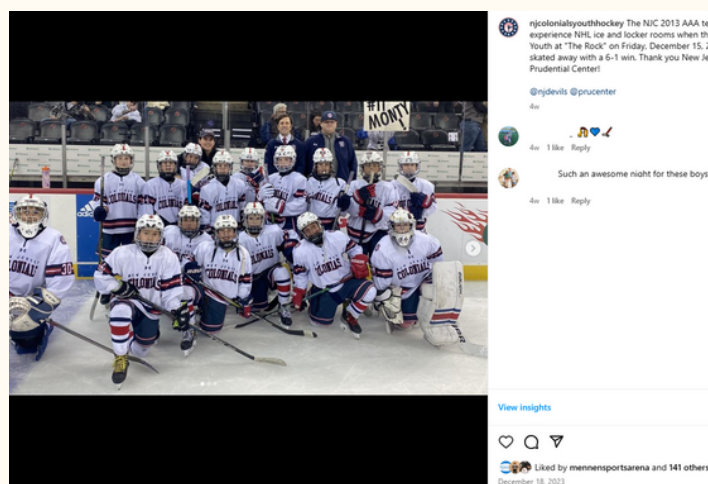 njcolonialsyouthhockey The NJC 2013 AAA te
experience NHL ice and locker rooms when th
Youth at "The Rock" on Friday, December 15, 2
skated away with a 6-1 win. Thank you New Je
Prudential Center!
@njdevils @prucenter
4w
4w 1 like Reply
Such an awesome night for these boys
4w 1 like Reply
#11
MONTY
!
COLONIALS
30
COLONIALS
COLONIALS
COLONIALS
View insights
Liked by mennensportsarena and 141 others
December 18, 2023